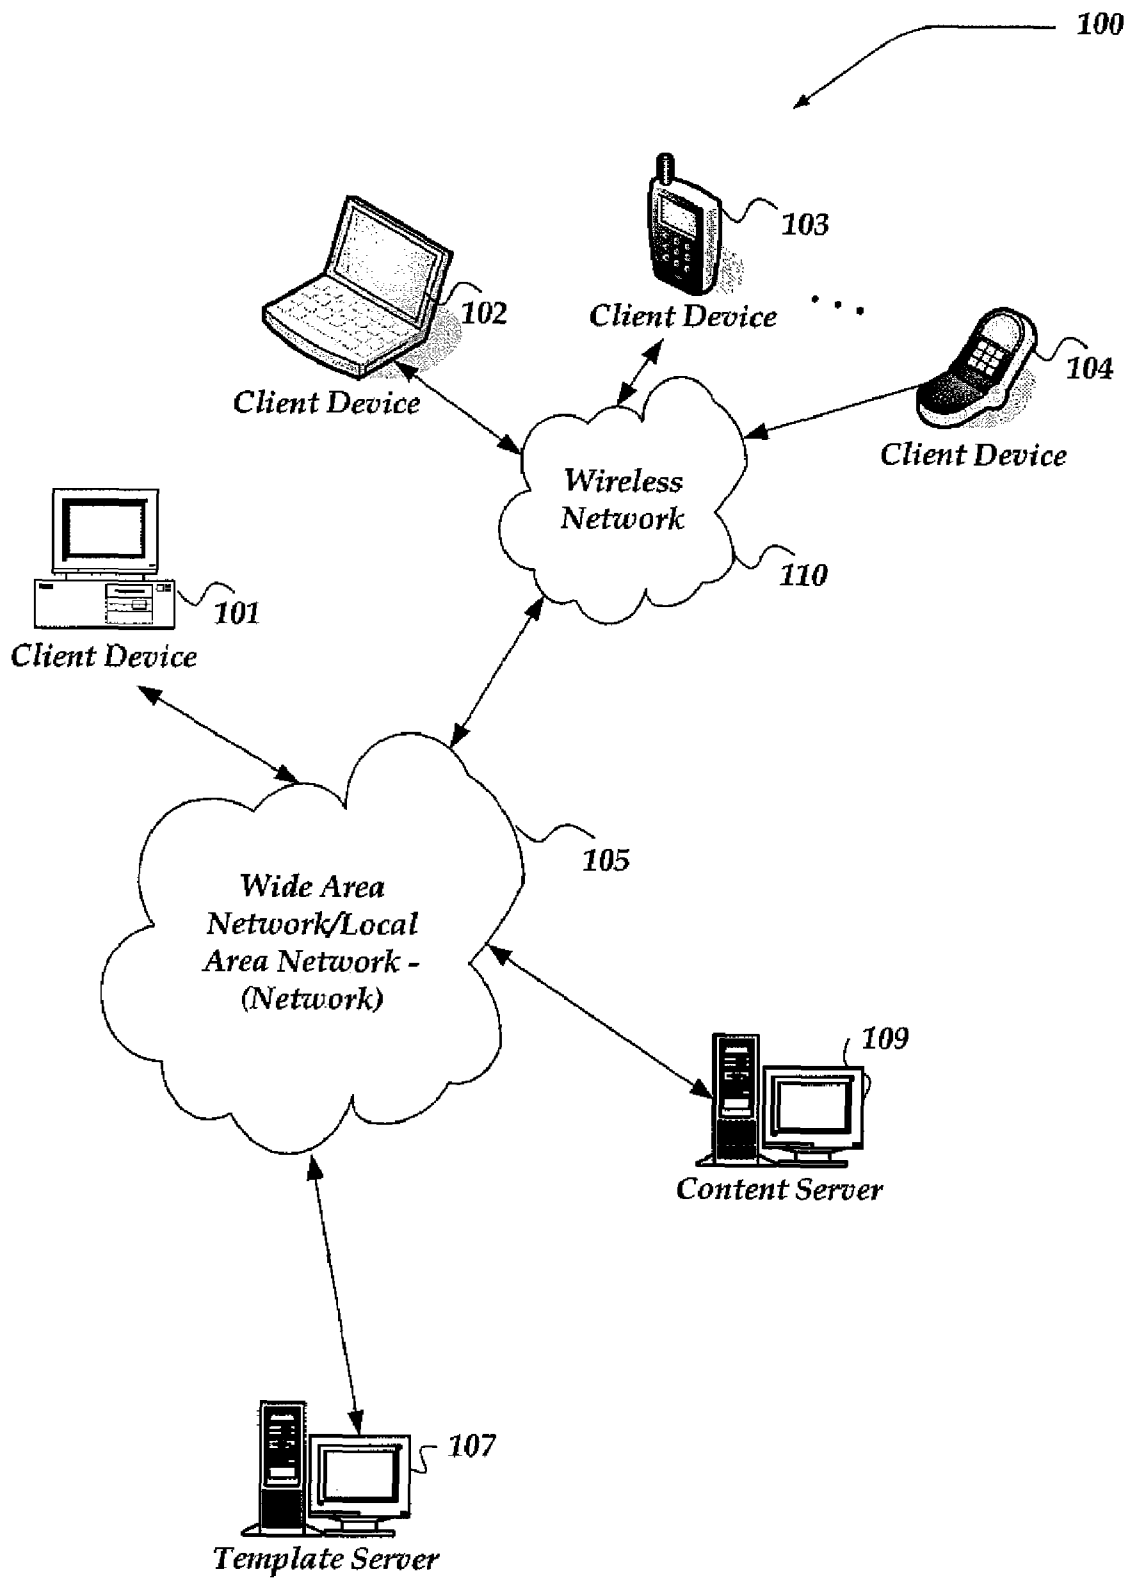 100
103
102
Client Device
104
Client Device
Client Device
Wireless
Network
110
101
Client Device
105
Wide Area
Network/Local
Area Network -
(Network)
109
Content Server
107
Template Server